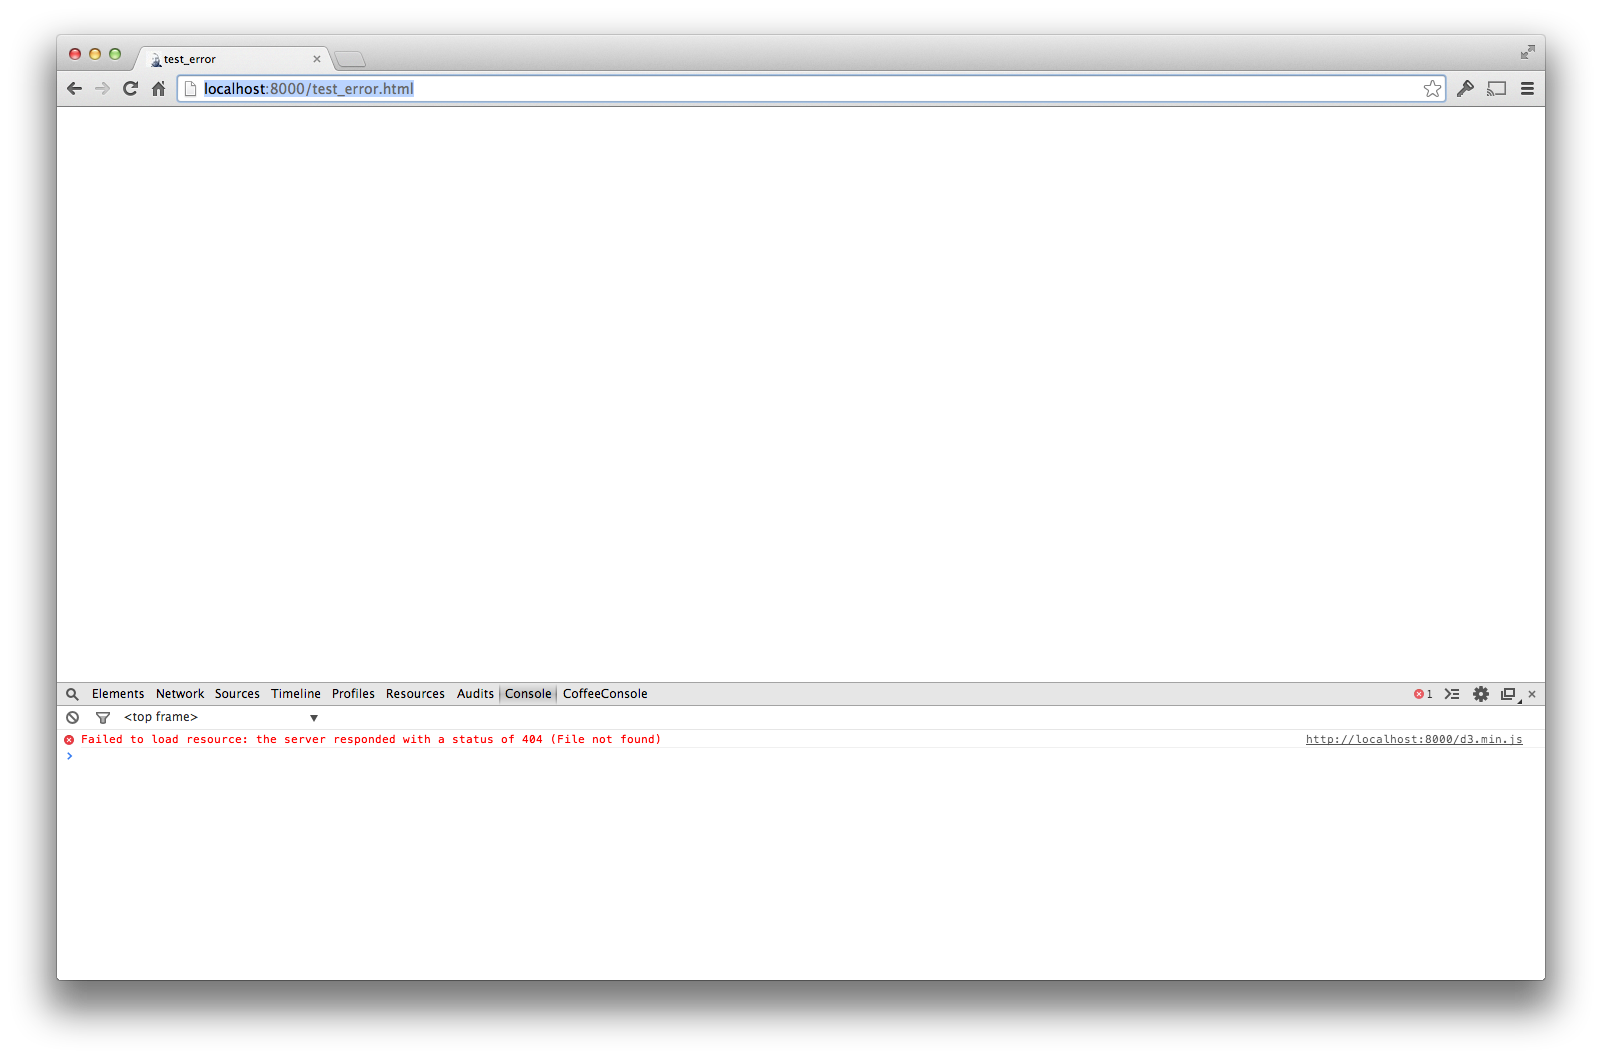 test_error
localhost:8000/test_error.html
Elements Network Sources Timeline Profiles Resources Audits Console CoffeeConsole 1
<top frame>
Failed to load resource: the server responded with a status of 404 (File not found) http://localhost:8000/d3.min.js